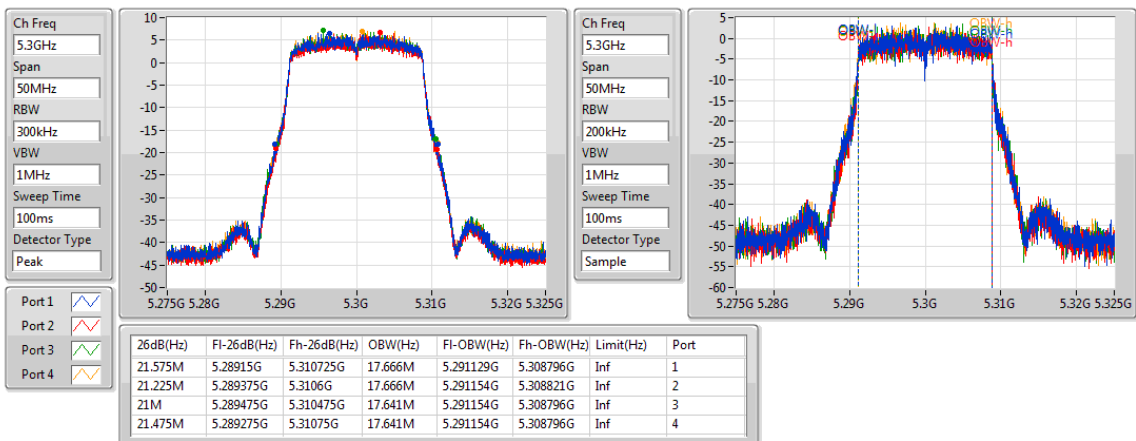 Ch Freq
5.3GHz
Span
50MHz
RBW
300kHz
VBW
1MHz
Sweep Time
100ms
Detector Type
Peak
10
5
0
-5
-10
-15
-20
-25
-30
-35
-40
-45
-50
5.275G 5.28G 5.29G 5.3G 5.31G 5.32G 5.325G
Ch Freq
5.3GHz
Span
50MHz
RBW
200kHz
VBW
1MHz
Sweep Time
100ms
Detector Type
Sample
5
0
-5
-10
-15
-20
-25
-30
-35
-40
-45
-50
-55
-60
OBW-h
OBW-h
OBW-h
5.275G 5.28G 5.29G 5.3G 5.31G 5.32G 5.325G
Port 1
Port 2
Port 3
Port 4
26dB(Hz) Fl-26dB(Hz) Fh-26dB(Hz) OBW(Hz) Fl-OBW(Hz) Fh-OBW(Hz) Limit(Hz) Port
21.575M 5.28915G 5.310725G 17.666M 5.291129G 5.308796G Inf 1
21.225M 5.289375G 5.3106G 17.666M 5.291154G 5.308821G Inf 2
21M 5.289475G 5.310475G 17.641M 5.291154G 5.308796G Inf 3
21.475M 5.289275G 5.31075G 17.641M 5.291154G 5.308796G Inf 4